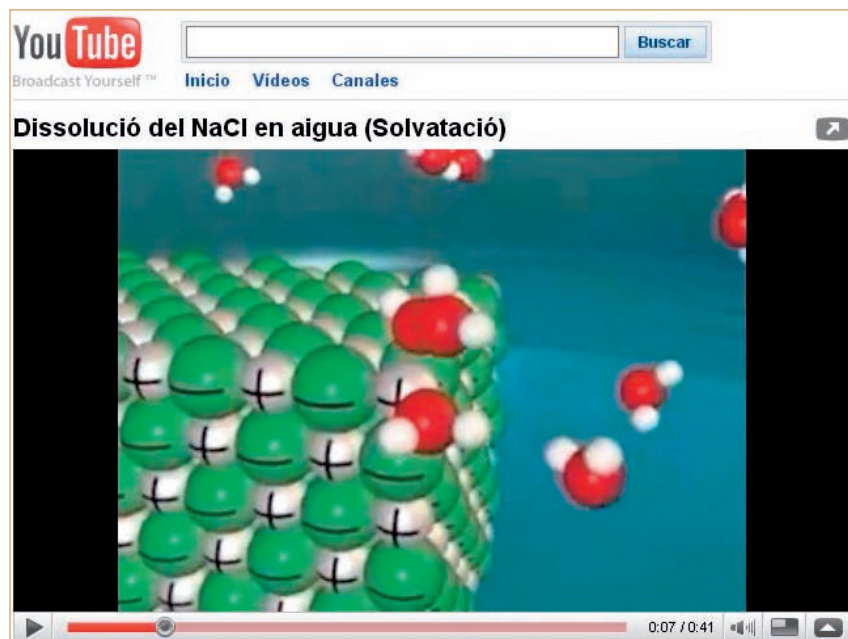 You Tube
Buscar
Broadcast Yourself ™
Inicio Vídeos Canales
Dissolució del NaCl en aigua (Solvatació)
0:07 / 0:41